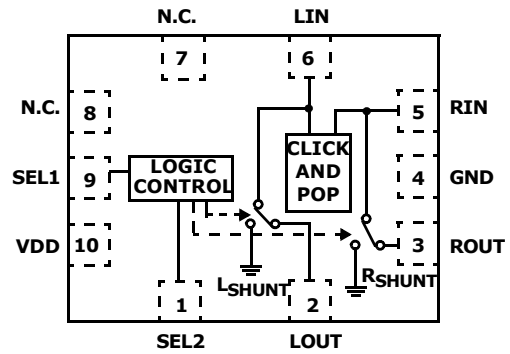 N.C. LIN
7 6
N.C. 8 5 RIN
CLICK
AND
POP
LOGIC
CONTROL
SEL1 9 4 GND
VDD 10 3 ROUT
LSHUNT RSHUNT
1 2
SEL2 LOUT